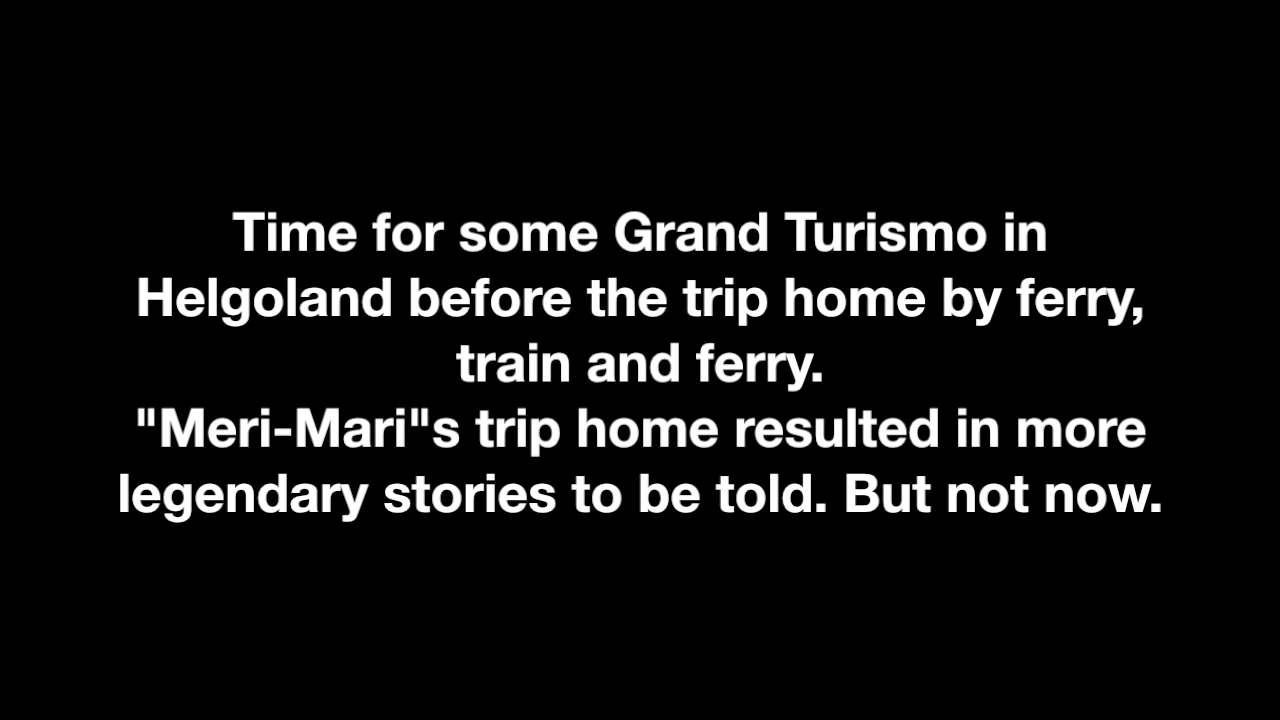 Time for some Grand Turismo in
Helgoland before the trip home by ferry,
train and ferry.
"Meri-Mari"s trip home resulted in more
legendary stories to be told. But not now.